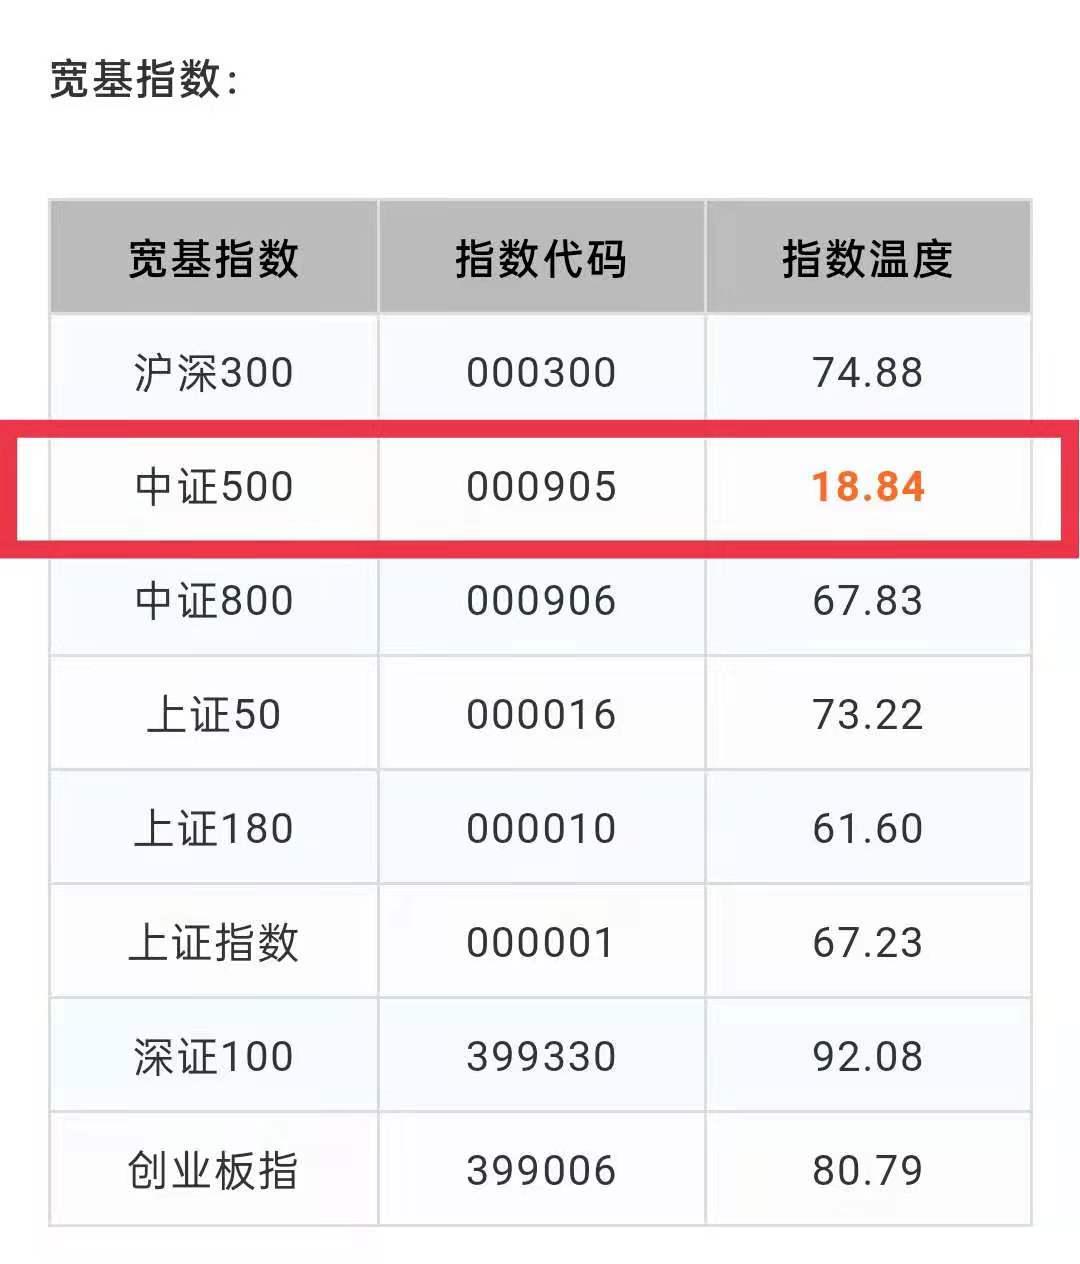 宽基指数：
宽基指数 指数代码 指数温度
沪深300 000300 74.88
中证500 000905 18.84
中证800 000906 67.83
上证50 000016 73.22
上证180 000010 61.60
上证指数 000001 67.23
深证100 399330 92.08
创业板指 399006 80.79